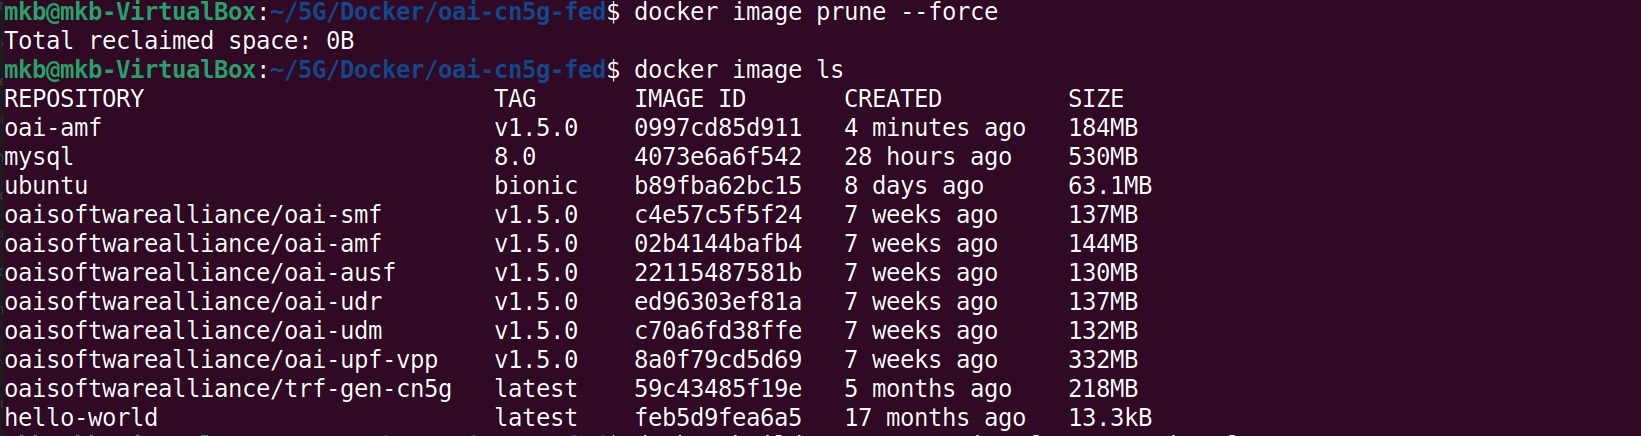 mkb@mkb-VirtualBox:~/5G/Docker/oai-cn5g-fed$ docker image prune --force
Total reclaimed space: 0B
mkb@mkb-VirtualBox:~/5G/Docker/oai-cn5g-fed$ docker image ls
REPOSITORY                         TAG       IMAGE ID       CREATED         SIZE
oai-amf                            v1.5.0    0997cd85d911   4 minutes ago   184MB
mysql                              8.0       4073e6a6f542   28 hours ago    530MB
ubuntu                             bionic    b89fba62bc15   8 days ago      63.1MB
oaisoftwarealliance/oai-smf        v1.5.0    c4e57c5f5f24   7 weeks ago     137MB
oaisoftwarealliance/oai-amf        v1.5.0    02b4144bafb4   7 weeks ago     144MB
oaisoftwarealliance/oai-ausf       v1.5.0    22115487581b   7 weeks ago     130MB
oaisoftwarealliance/oai-udr        v1.5.0    ed96303ef81a   7 weeks ago     137MB
oaisoftwarealliance/oai-udm        v1.5.0    c70a6fd38ffe   7 weeks ago     132MB
oaisoftwarealliance/oai-upf-vpp    v1.5.0    8a0f79cd5d69   7 weeks ago     332MB
oaisoftwarealliance/trf-gen-cn5g   latest    59c43485f19e   5 months ago    218MB
hello-world                        latest    feb5d9fea6a5   17 months ago   13.3kB